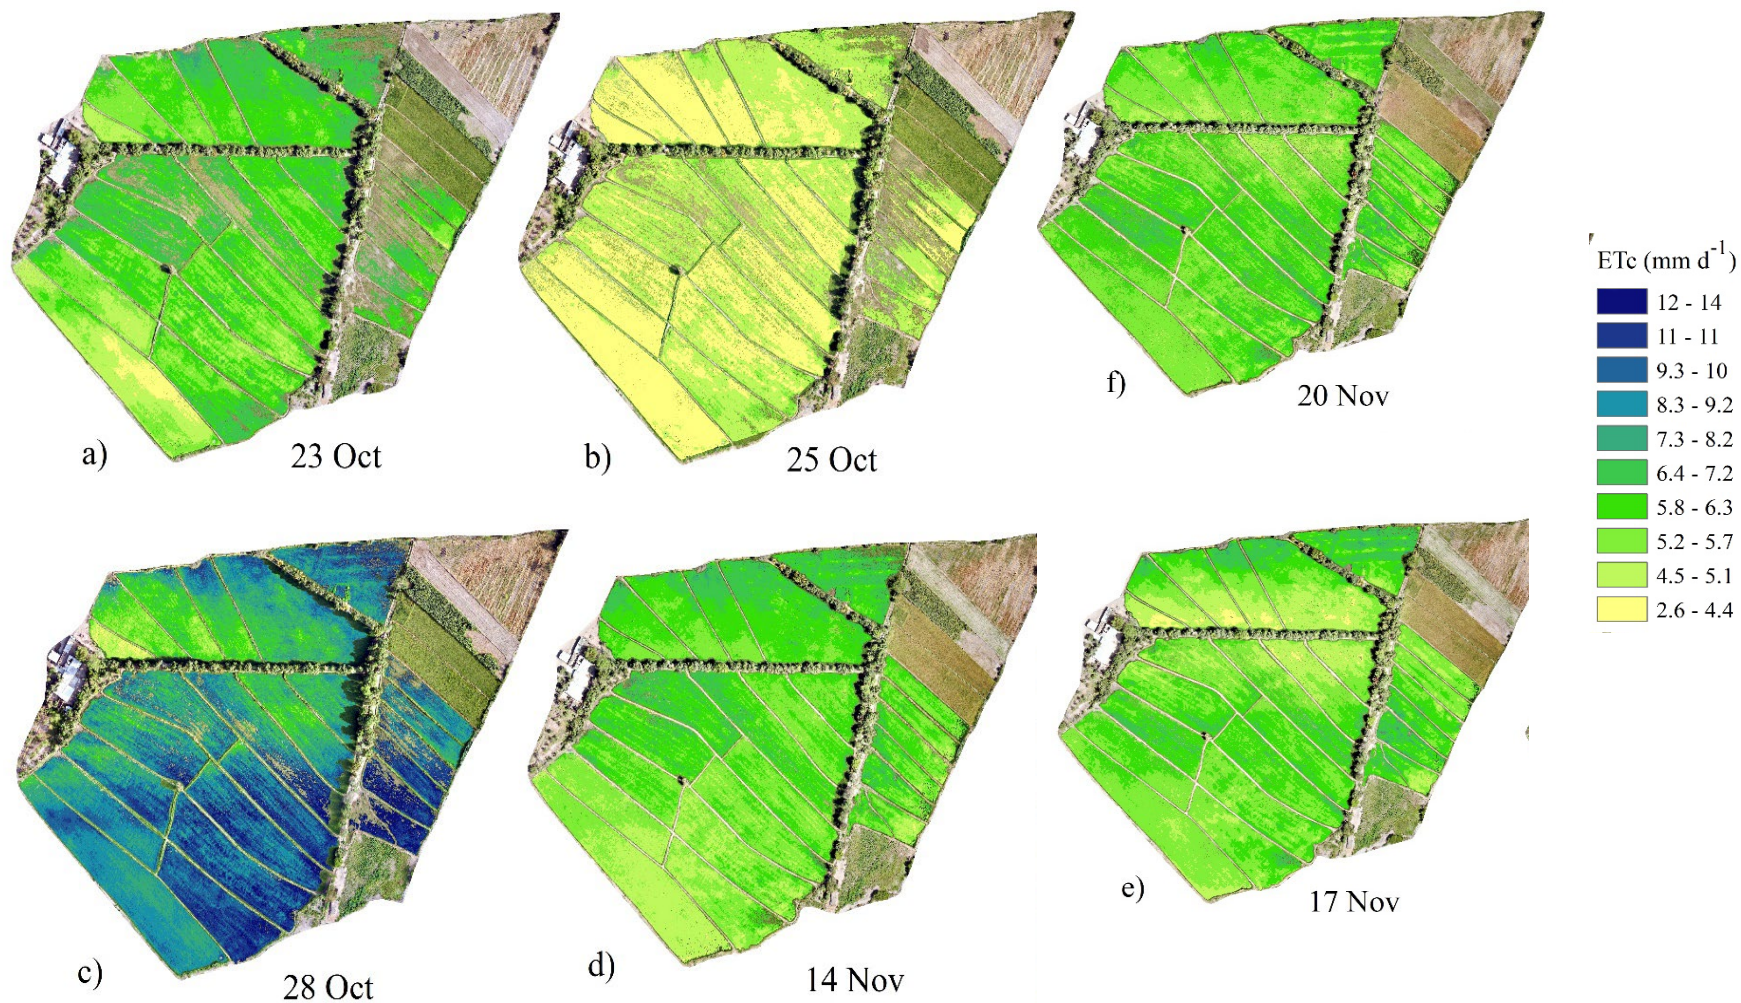 a)
23 Oct
b)
25 Oct
f)
20 Nov
c)
28 Oct
d)
14 Nov
e)
17 Nov
ETc (mm d⁻¹)
12 - 14
11 - 11
9.3 - 10
8.3 - 9.2
7.3 - 8.2
6.4 - 7.2
5.8 - 6.3
5.2 - 5.7
4.5 - 5.1
2.6 - 4.4